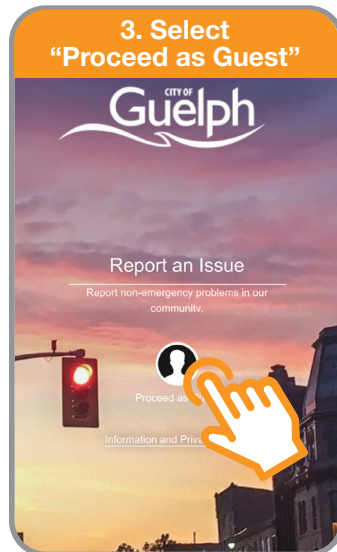 3. Select
“Proceed as Guest”
CITY OF
Guelph
Report an Issue
Report non-emergency problems in our
community.
Proceed as
Information and